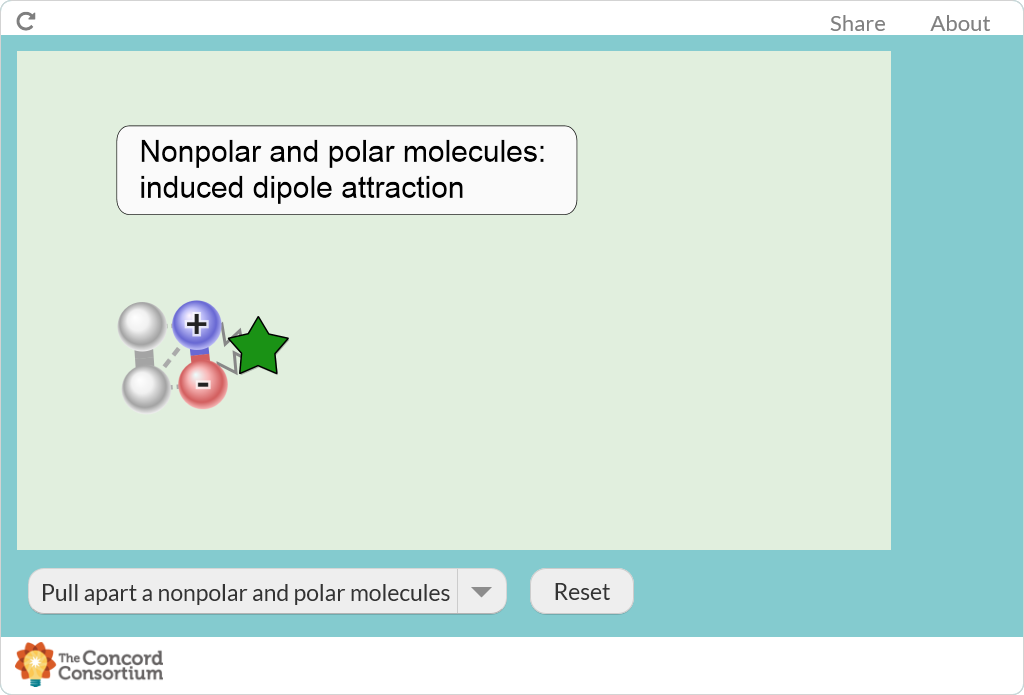 Share About
Nonpolar and polar molecules:
induced dipole attraction
+
-
Pull apart a nonpolar and polar molecules
Reset
The Concord
Consortium